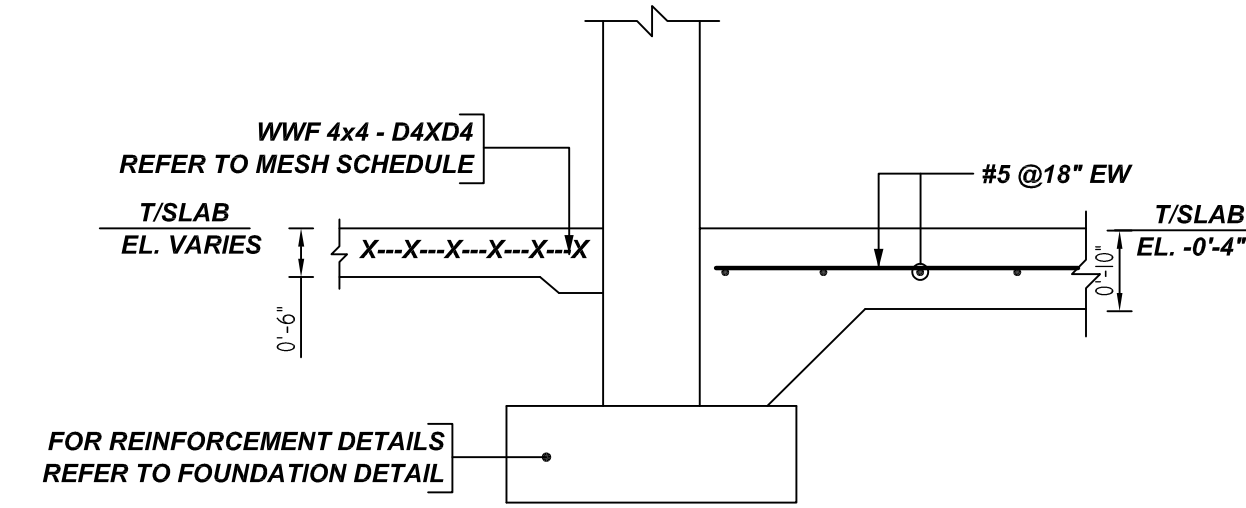 WWF 4x4 - D4XD4
REFER TO MESH SCHEDULE
#5 @18" EW
T/SLAB
EL. VARIES
X---X---X---X---X---X
T/SLAB
EL. -0'-4"
0'-10"
0'-6"
FOR REINFORCEMENT DETAILS
REFER TO FOUNDATION DETAIL